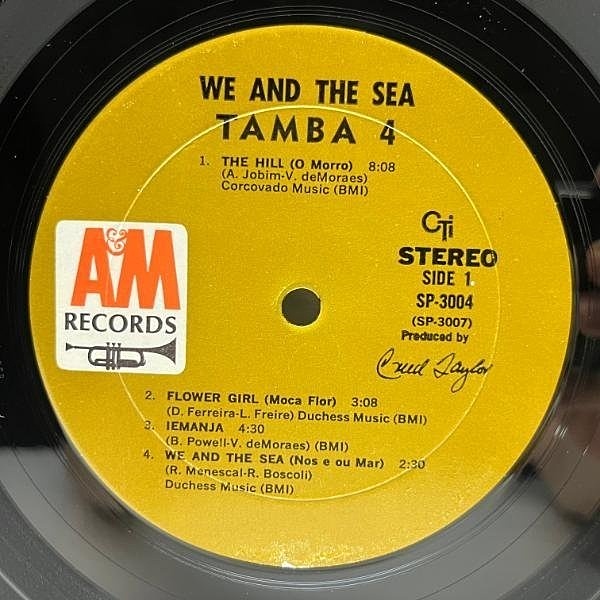 WE AND THE SEA
TAMBA 4
1. THE HILL (O Morro) 8:08
(A. Jobim-V. deMoraes)
Corcovado Music (BMI)
CTi
STEREO
SIDE 1
SP-3004
(SP-3007)
Produced by
Creed Taylor
A&M
RECORDS
2. FLOWER GIRL (Moca Flor) 3:08
(D. Ferreira-L. Freire) Duchess Music (BMI)
3. IEMANJA 4:30
(B. Powell-V. deMoraes) (BMI)
4. WE AND THE SEA (Nos e ou Mar) 2:30
(R. Menescal-R. Boscoli)
Duchess Music (BMI)